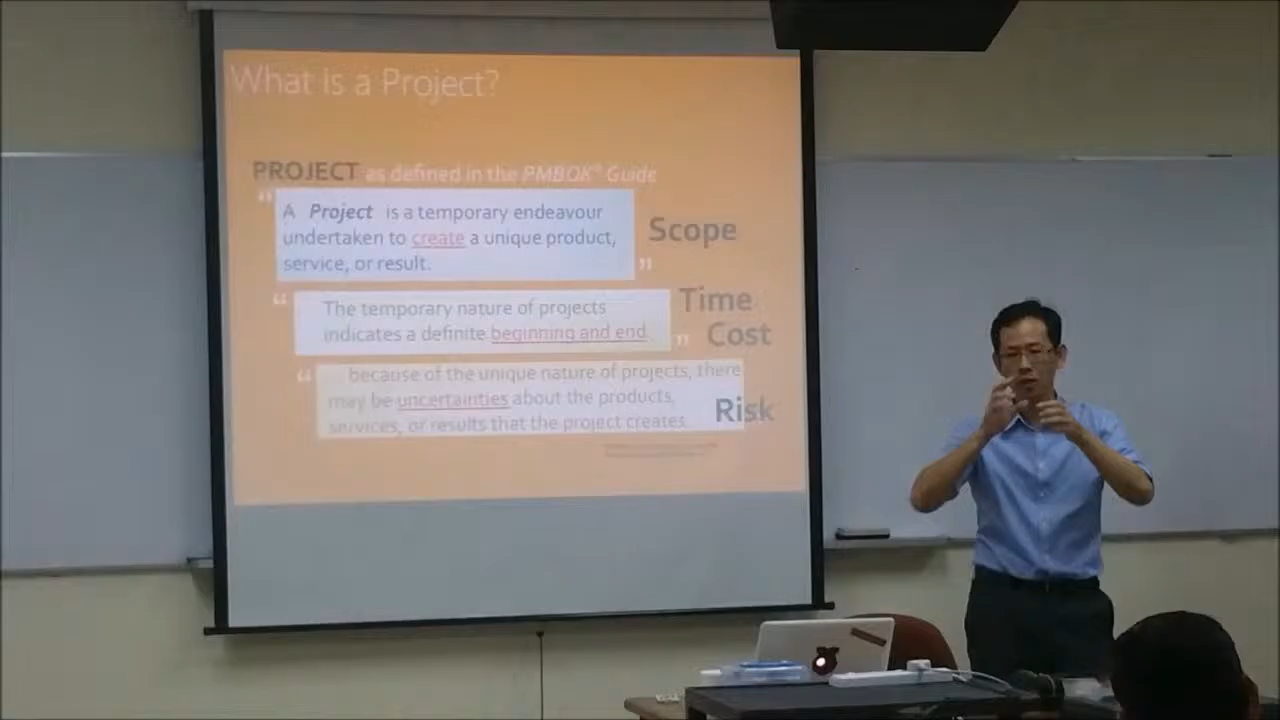 What is a Project?
PROJECT as defined in the PMBOK® Guide
“
A Project is a temporary endeavour
undertaken to create a unique product,
service, or result.
”
Scope
“
The temporary nature of projects
indicates a definite beginning and end.
”
Time
Cost
“
because of the unique nature of projects, there
may be uncertainties about the products,
services, or results that the project creates.
Risk